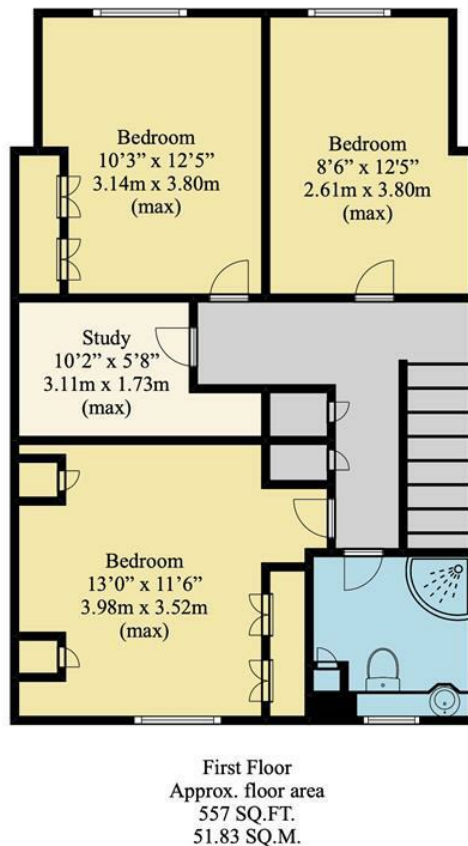 Bedroom
10’3” x 12’5”
3.14m x 3.80m
(max)
Bedroom
8’6” x 12'5”
2.61m x 3.80m
(max)
Study
10’2” x 5’8”
3.11m x 1.73m
(max)
Bedroom
13’0” x 11’6”
3.98m x 3.52m
(max)
First Floor
Approx. floor area
557 SQ.FT.
51.83 SQ.M.